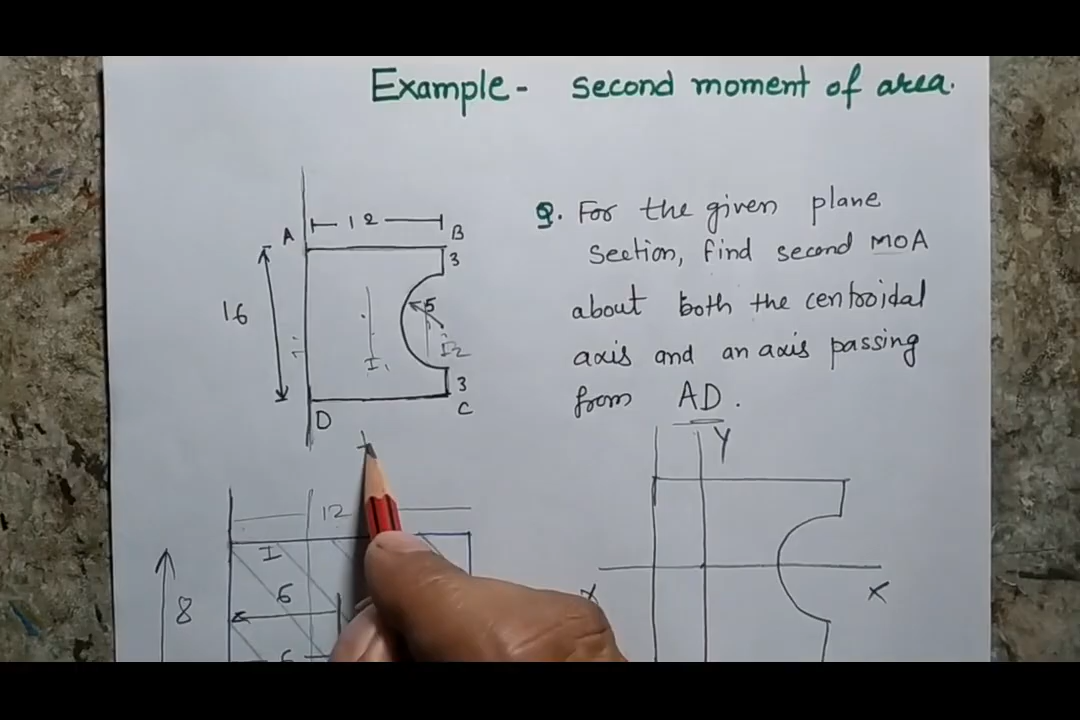 Example- second moment of area.
Q. For the given plane
section, find second MOA
about both the centroidal
axis and an axis passing
from AD.
A
12
B
3
16
5
I₁
I₂
3
C
D
Y
12
I
8
6
6
X
X